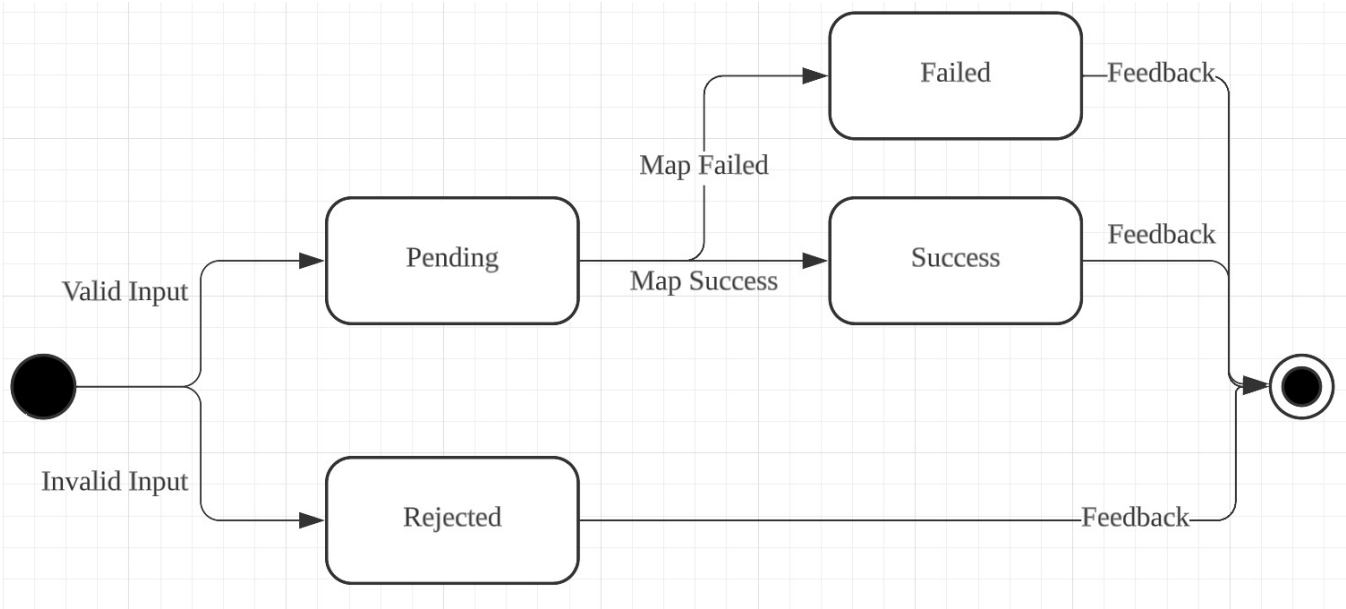 Failed
Feedback
Map Failed
Pending
Success
Feedback
Valid Input
Map Success
Invalid Input
Rejected
Feedback